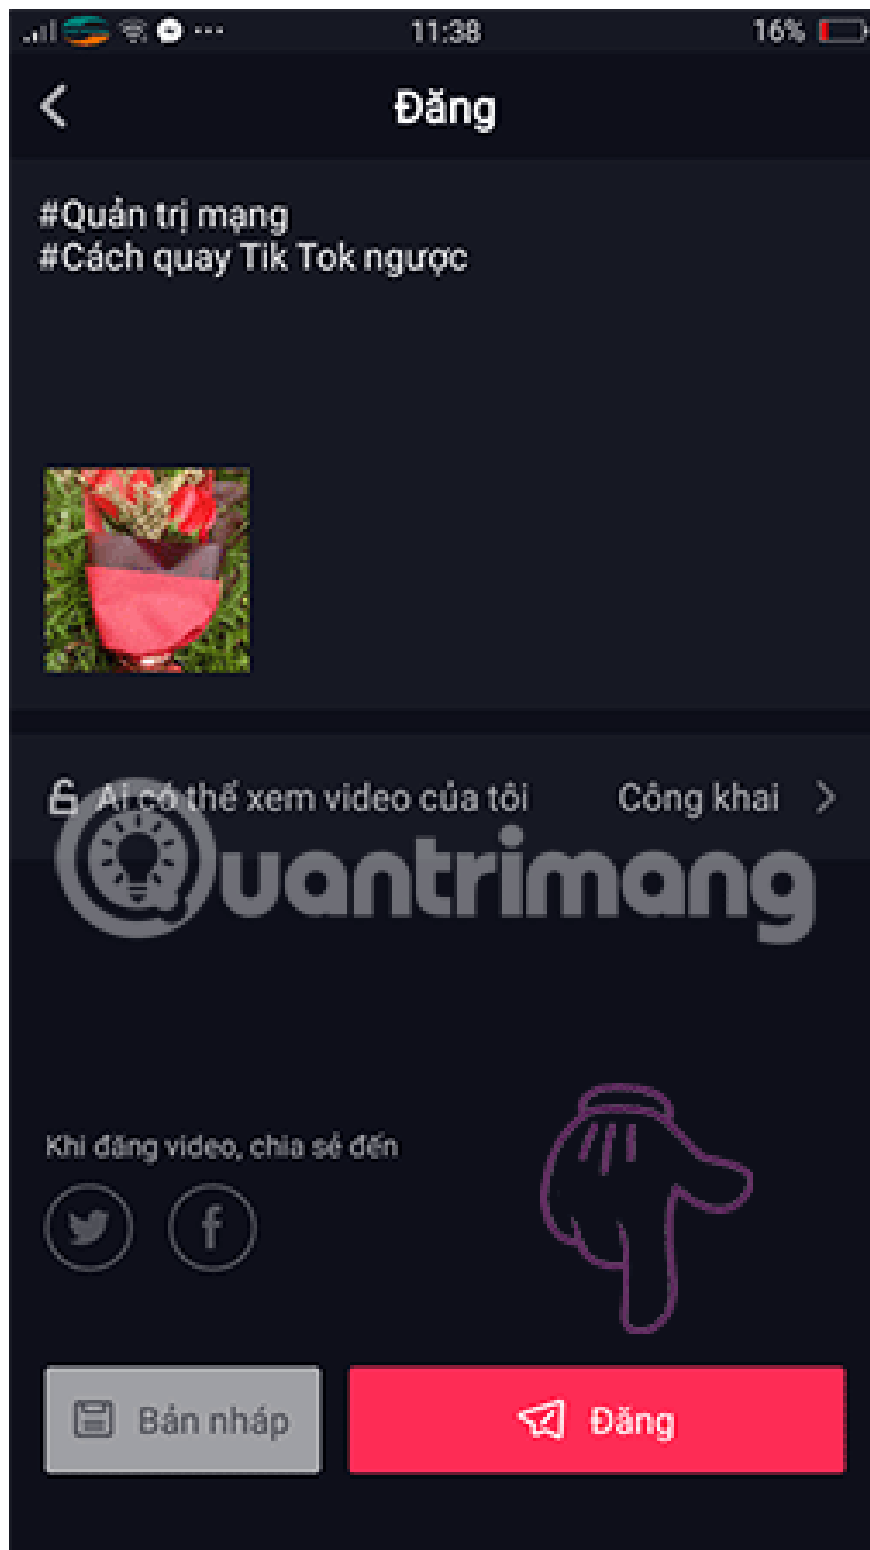 11:38
16%
Đăng
#Quản trị mạng
#Cách quay Tik Tok ngược
Ai có thể xem video của tôi Công khai
Quantrimang
Khi đăng video, chia sẻ đến
Bản nháp Đăng